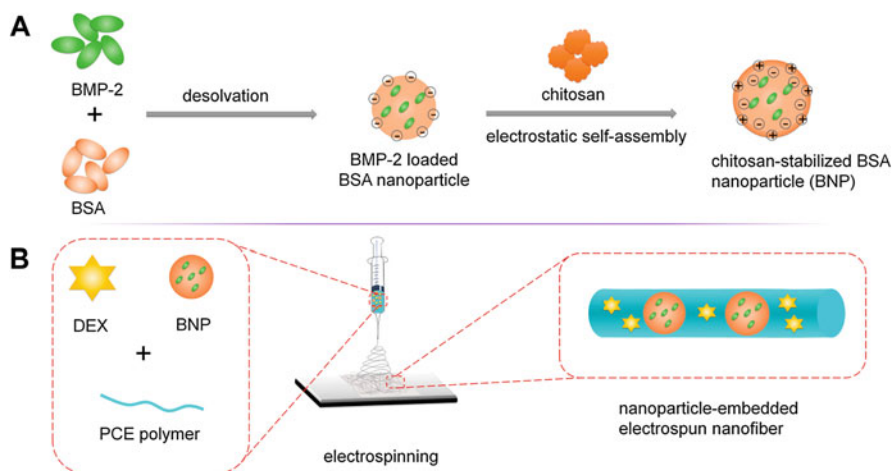 A
BMP-2
+
BSA
desolvation
BMP-2 loaded
BSA nanoparticle
chitosan
electrostatic self-assembly
chitosan-stabilized BSA
nanoparticle (BNP)
B
DEX
BNP
+
PCE polymer
electrospinning
nanoparticle-embedded
electrospun nanofiber